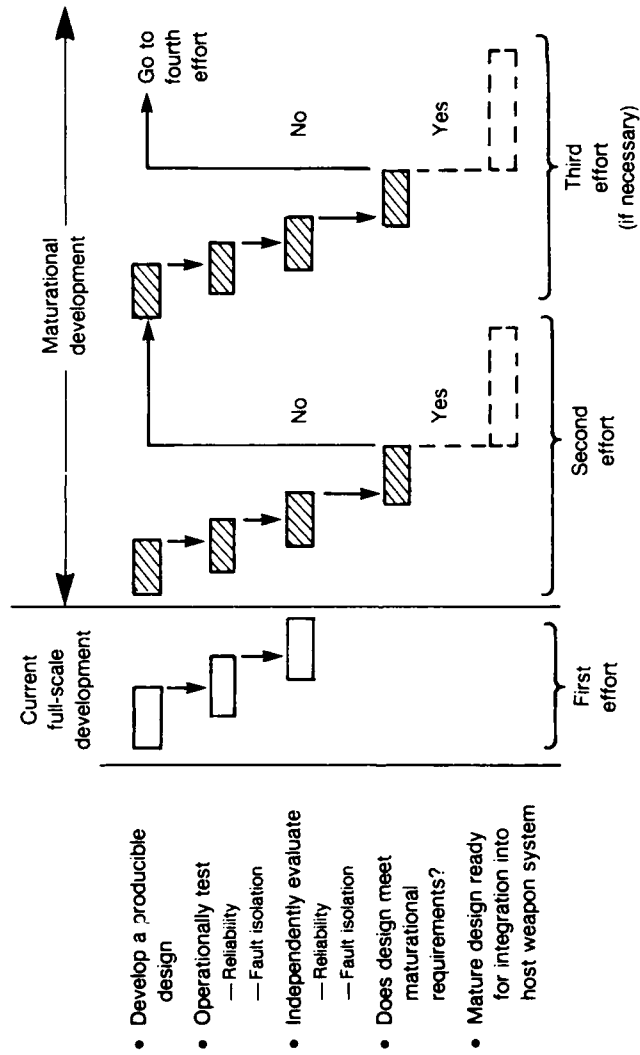 Current
full-scale
development
Maturational
development
• Develop a producible
design
• Operationally test
— Reliability
— Fault isolation
• Independently evaluate
— Reliability
— Fault isolation
• Does design meet
maturational
requirements?
• Mature design ready
for integration into
host weapon system
Go to
fourth
effort
No
No
Yes
Yes
First
effort
Second
effort
Third
effort
(if necessary)